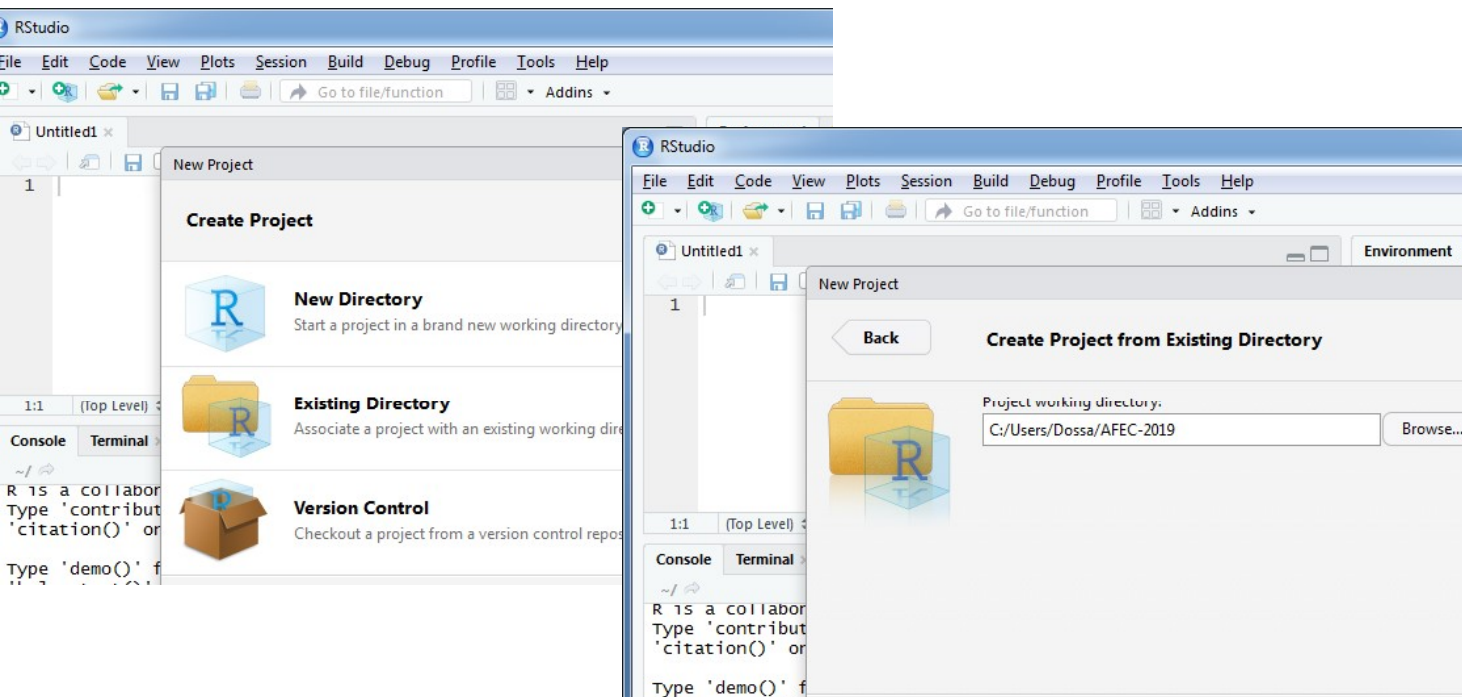 RStudio
File Edit Code View Plots Session Build Debug Profile Tools Help
Go to file/function Addins
Untitled1
New Project
1
Create Project
New Directory
Start a project in a brand new working directory
Existing Directory
Associate a project with an existing working dire
Version Control
Checkout a project from a version control repos
1:1 (Top Level)
Console Terminal
~/
R is a collabor
Type 'contribut
'citation()' or
Type 'demo()' f
RStudio
File Edit Code View Plots Session Build Debug Profile Tools Help
Go to file/function Addins
Untitled1
Environment
New Project
1
Back
Create Project from Existing Directory
Project working directory:
C:/Users/Dossa/AFEC-2019
Browse...
1:1 (Top Level)
Console Terminal
~/
R is a collabor
Type 'contribut
'citation()' or
Type 'demo()' f